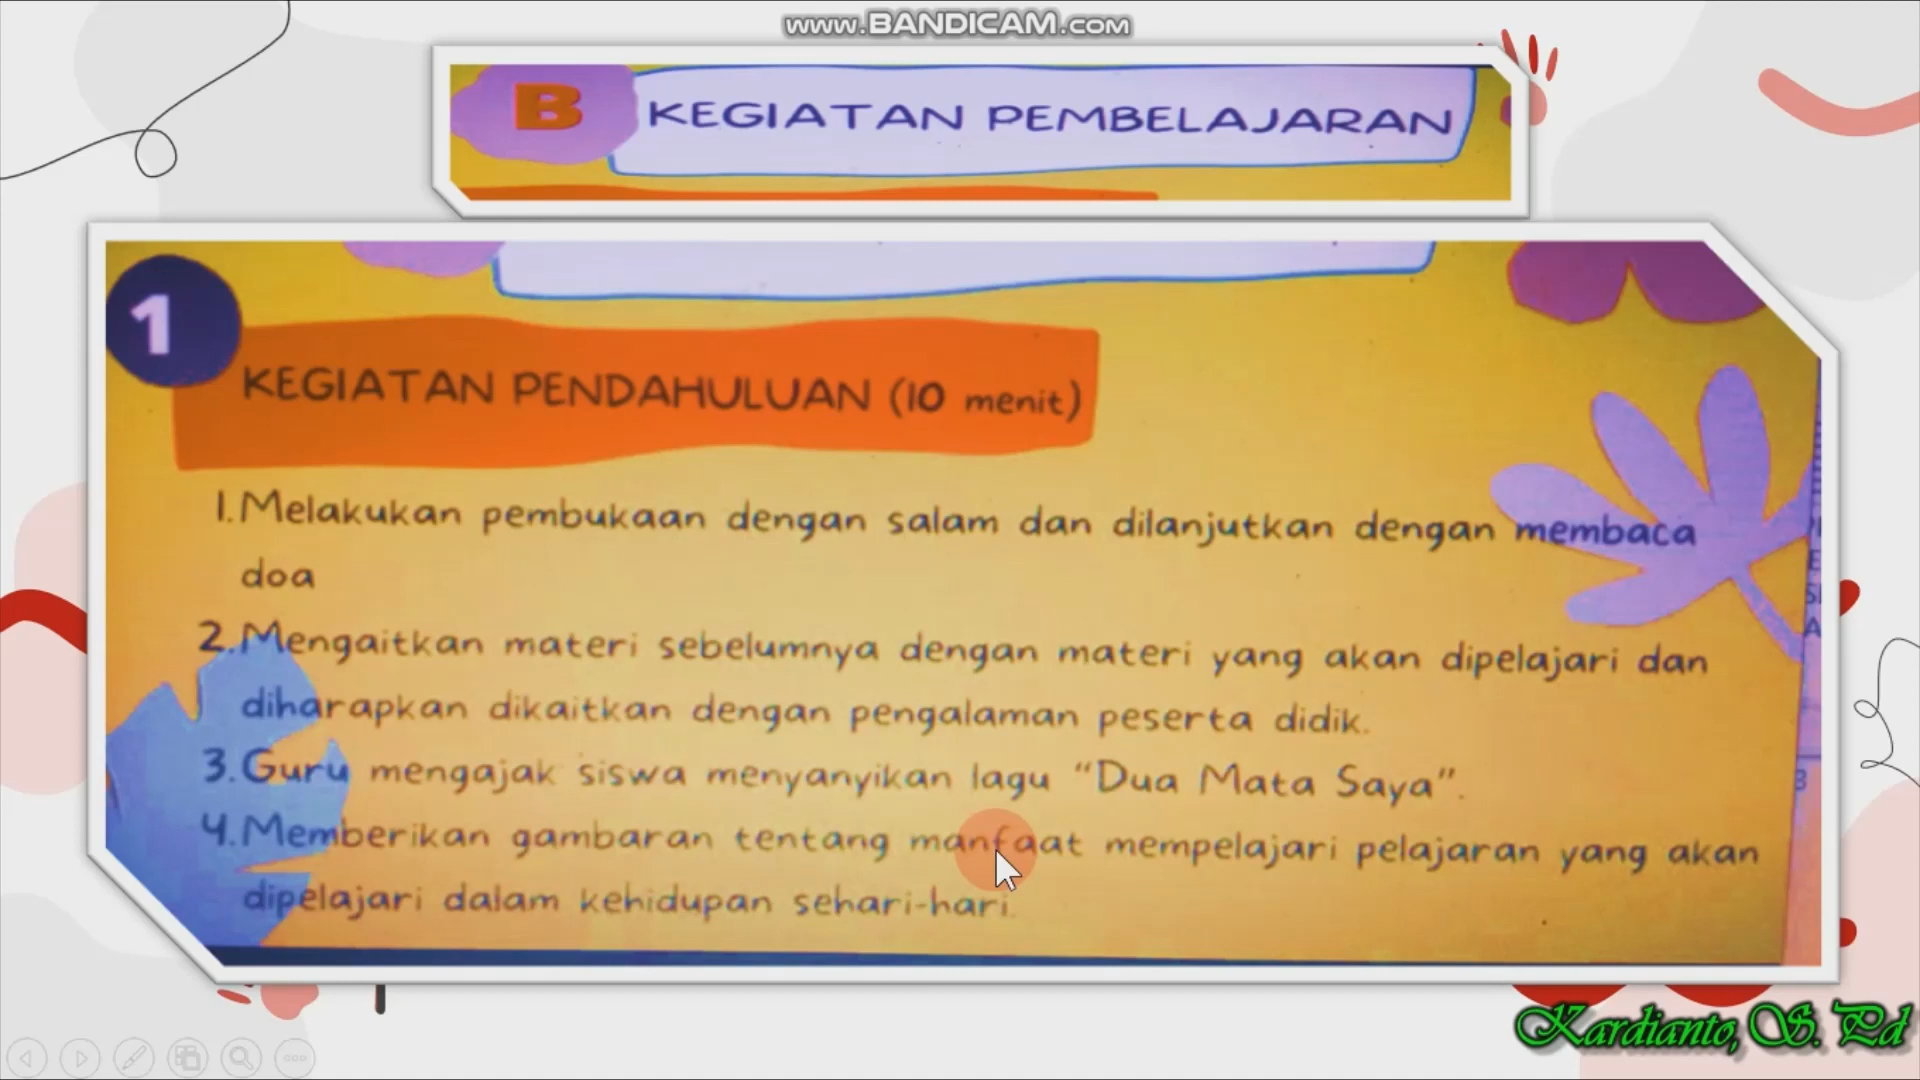 www.BANDICAM.com
B KEGIATAN PEMBELAJARAN
1
KEGIATAN PENDAHULUAN (10 menit)
1. Melakukan pembukaan dengan salam dan dilanjutkan dengan membaca
doa
2. Mengaitkan materi sebelumnya dengan materi yang akan dipelajari dan
diharapkan dikaitkan dengan pengalaman peserta didik.
3. Guru mengajak siswa menyanyikan lagu "Dua Mata Saya".
4. Memberikan gambaran tentang manfaat mempelajari pelajaran yang akan
dipelajari dalam kehidupan sehari-hari.
Kardianto, S. Pd